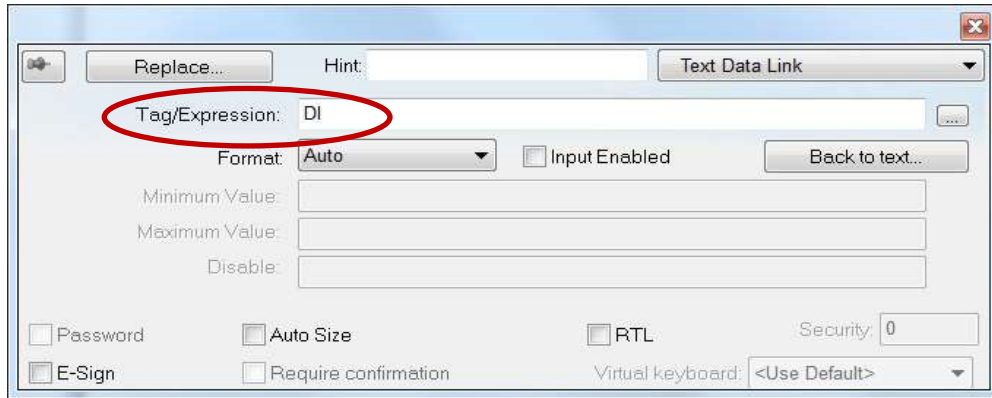 Replace... Hint: Text Data Link
Tag/Expression: DI ...
Format: Auto Input Enabled Back to text...
Minimum Value:
Maximum Value:
Disable:
Password Auto Size RTL Security: 0
E-Sign Require confirmation Virtual keyboard: <Use Default>